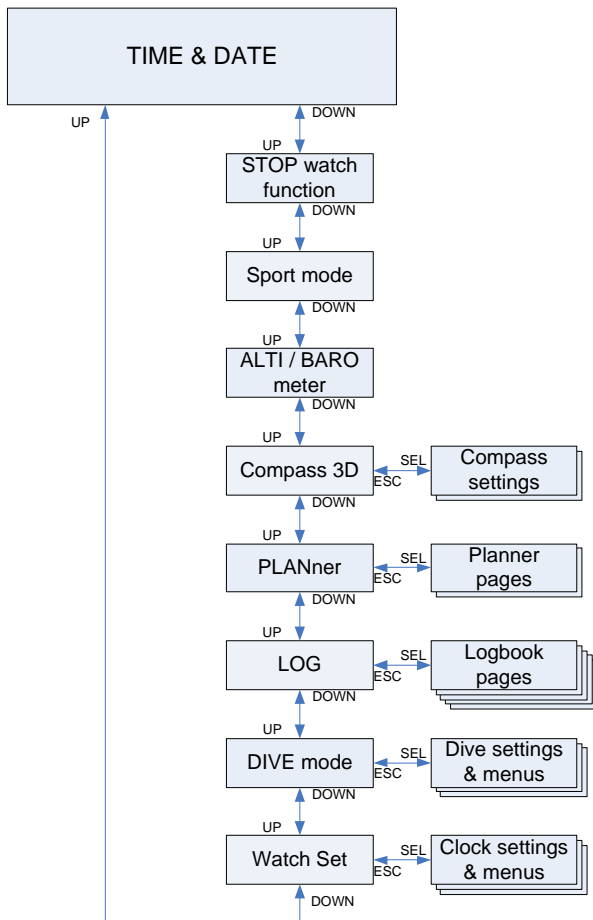 TIME & DATE
UP
DOWN
UP
STOP watch
function
DOWN
UP
Sport mode
DOWN
UP
ALTI / BARO
meter
DOWN
UP
Compass 3D
SEL
ESC
Compass
settings
DOWN
UP
PLANner
SEL
ESC
Planner
pages
DOWN
UP
LOG
SEL
ESC
Logbook
pages
DOWN
UP
DIVE mode
SEL
ESC
Dive settings
& menus
DOWN
UP
Watch Set
SEL
ESC
Clock settings
& menus
DOWN